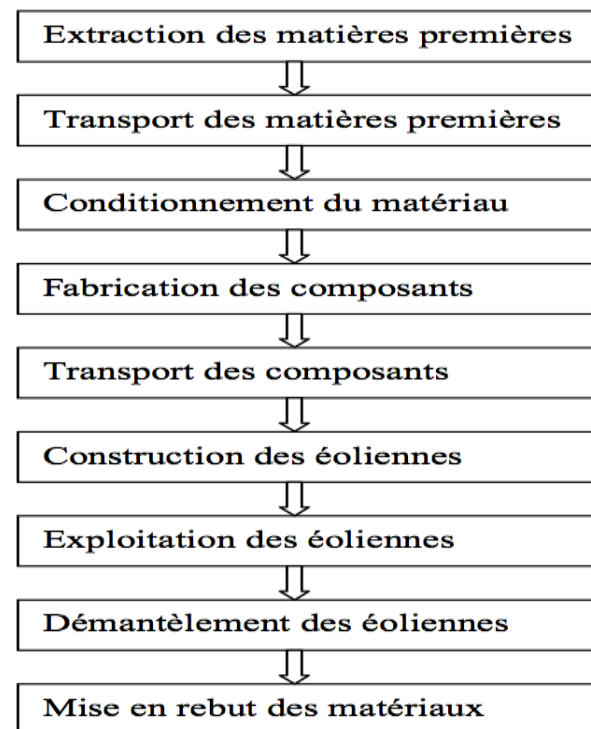 Extraction des matières premières
Transport des matières premières
Conditionnement du matériau
Fabrication des composants
Transport des composants
Construction des éoliennes
Exploitation des éoliennes
Démantèlement des éoliennes
Mise en rebut des matériaux